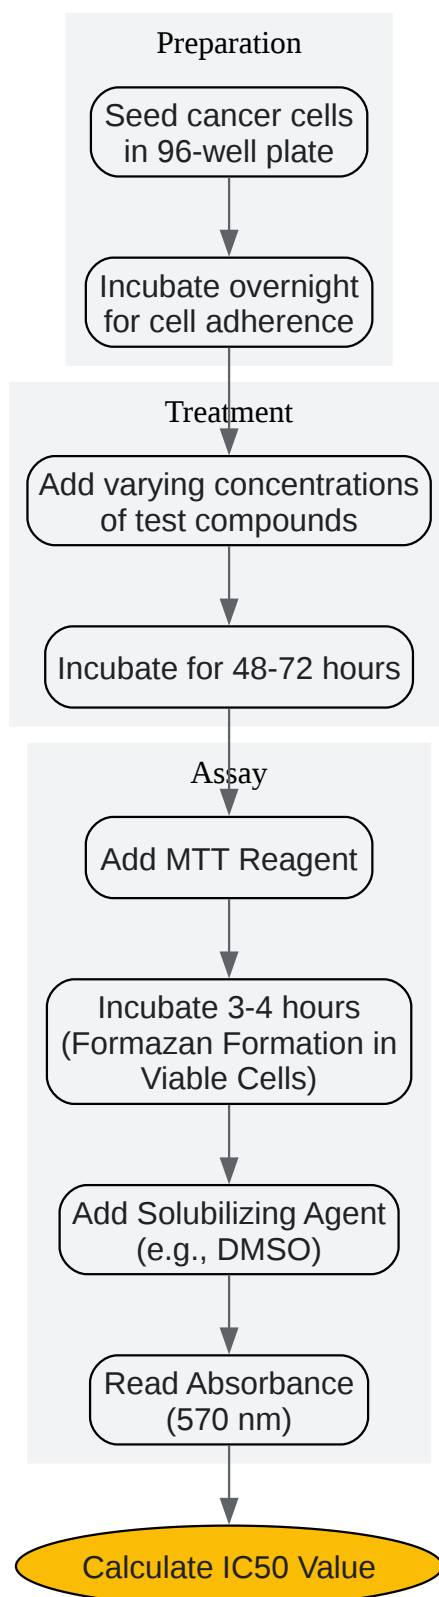 Preparation
Seed cancer cells
in 96-well plate
Incubate overnight
for cell adherence
Treatment
Add varying concentrations
of test compounds
Incubate for 48-72 hours
Assay
Add MTT Reagent
Incubate 3-4 hours
(Formazan Formation in
Viable Cells)
Add Solubilizing Agent
(e.g., DMSO)
Read Absorbance
(570 nm)
Calculate IC50 Value